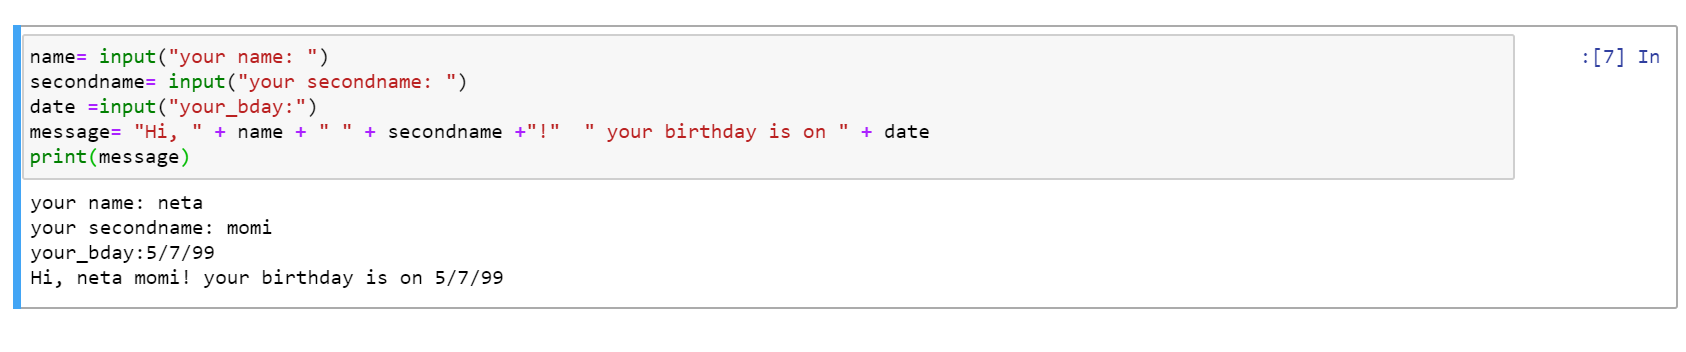 name= input("your name: ")
secondname= input("your secondname: ")
date =input("your_bday:")
message= "Hi, " + name + " " + secondname +"!"  " your birthday is on " + date
print(message)
:[7] In
your name: neta
your secondname: momi
your_bday:5/7/99
Hi, neta momi! your birthday is on 5/7/99